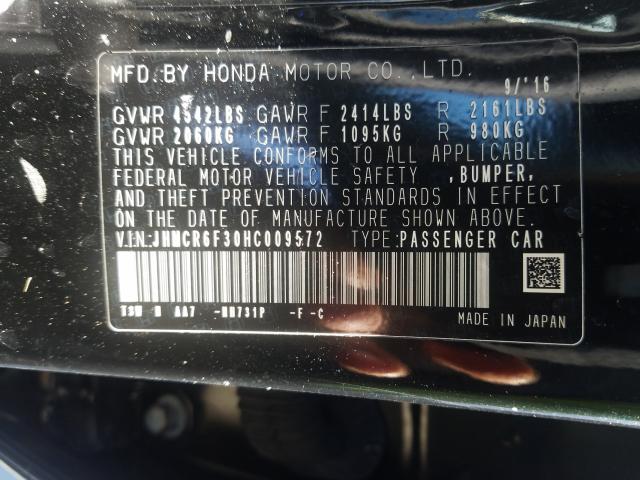 MFD. BY HONDA MOTOR CO., LTD.
9/'16
GVWR 4542LBS GAWR F 2414LBS R 2161LBS
GVWR 2060KG GAWR F 1095KG R 980KG
THIS VEHICLE CONFORMS TO ALL APPLICABLE
FEDERAL MOTOR VEHICLE SAFETY ,BUMPER,
AND THEFT PREVENTION STANDARDS IN EFFECT
ON THE DATE OF MANUFACTURE SHOWN ABOVE.
VIN:JHMCR6F30HC009572 TYPE:PASSENGER CAR
AA7 -NH731P -F -C
MADE IN JAPAN